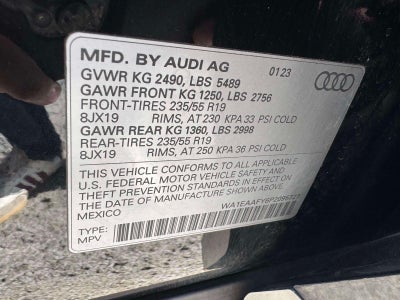 MFD. BY AUDI AG 0123
GVWR KG 2490, LBS 5489
GAWR FRONT KG 1250, LBS 2756
FRONT-TIRES 235/55 R19
8JX19 RIMS, AT 230 KPA 33 PSI COLD
GAWR REAR KG 1360, LBS 2998
REAR-TIRES 235/55 R19
8JX19 RIMS, AT 250 KPA 36 PSI COLD
THIS VEHICLE CONFORMS TO ALL APPLICABLE
U.S. FEDERAL MOTOR VEHICLE SAFETY AND
THEFT PREVENTION STANDARDS IN EFFECT ON
THE DATE OF MANUFACTURE SHOWN ABOVE.
MEXICO
TYPE:
MPV